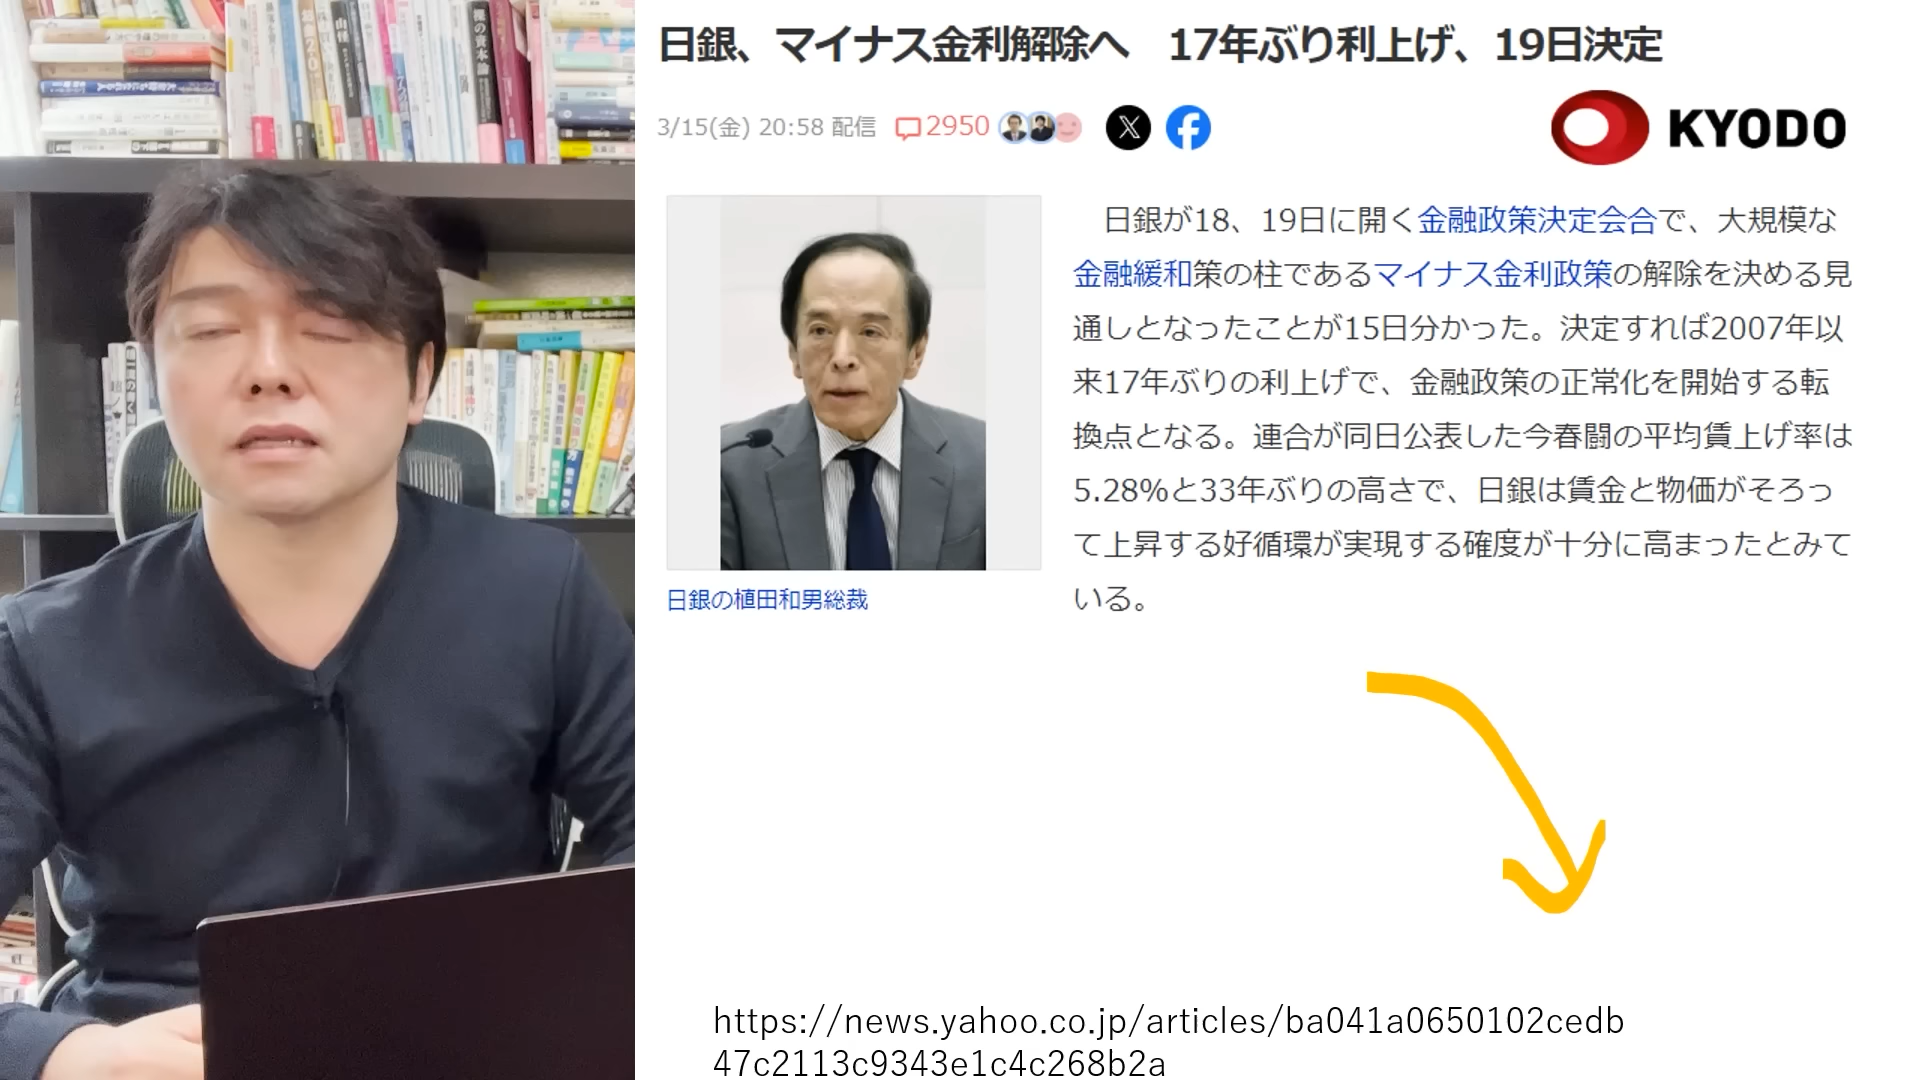 日銀、マイナス金利解除へ　17年ぶり利上げ、19日決定
3/15(金) 20:58 配信 2950
KYODO
日銀が18、19日に開く金融政策決定会合で、大規模な
金融緩和策の柱であるマイナス金利政策の解除を決める見
通しとなったことが15日分かった。決定すれば2007年以
来17年ぶりの利上げで、金融政策の正常化を開始する転
換点となる。連合が同日公表した今春闘の平均賃上げ率は
5.28%と33年ぶりの高さで、日銀は賃金と物価がそろっ
て上昇する好循環が実現する確度が十分に高まったとみて
いる。
日銀の植田和男総裁
https://news.yahoo.co.jp/articles/ba041a0650102cedb
47c2113c9343e1c4c268b2a